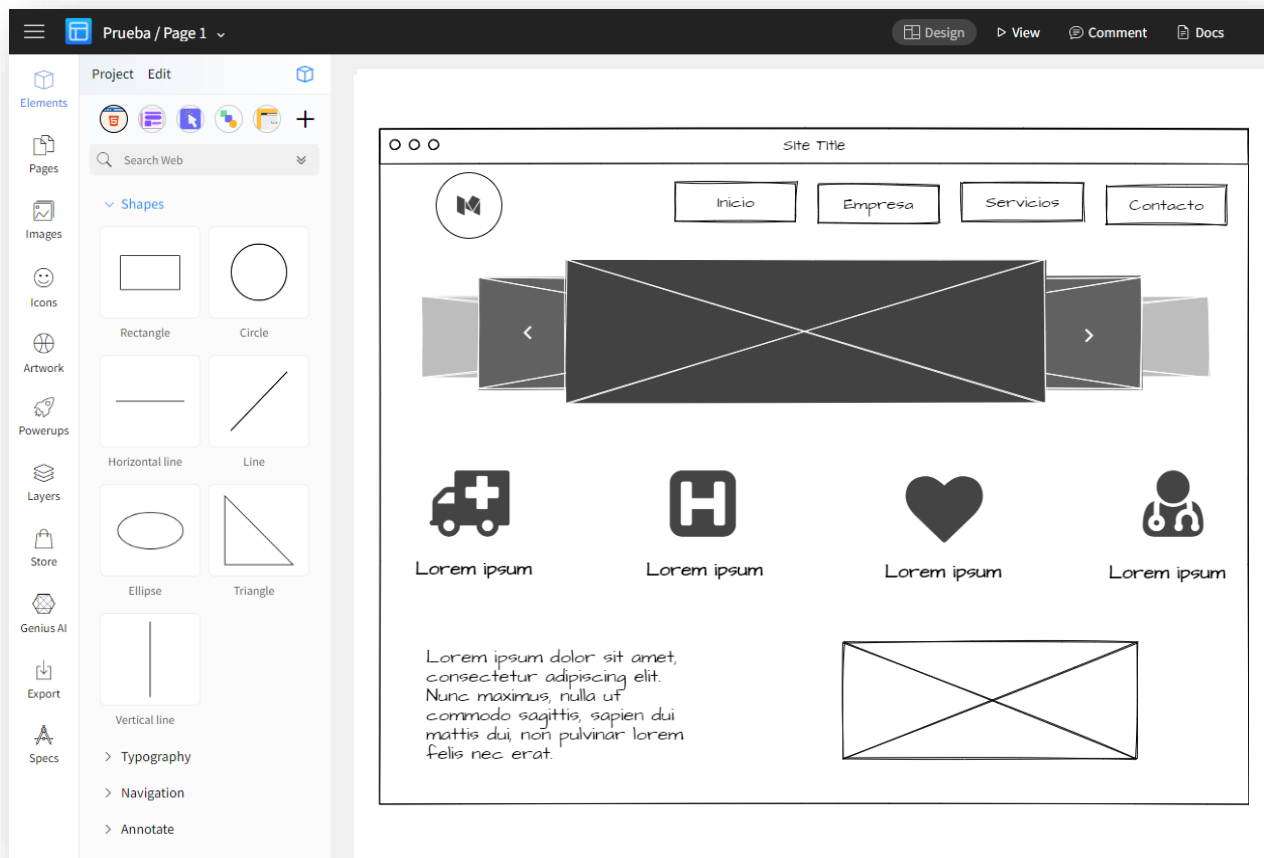 Prueba / Page 1
Design
View
Comment
Docs
Elements
Pages
Images
Icons
Artwork
Powerups
Layers
Store
Genius AI
Export
Specs
Project Edit
Search Web
Shapes
Rectangle Circle
Horizontal line Line
Ellipse Triangle
Vertical line
Typography
Navigation
Annotate
Site Title
Inicio Empresa Servicios Contacto
H
Lorem ipsum Lorem ipsum Lorem ipsum Lorem ipsum
Lorem ipsum dolor sit amet,
consectetur adipiscing elit.
Nunc maximus, nulla ut
commodo sagittis, sapien dui
mattis dui, non pulvinar lorem
felis nec erat.